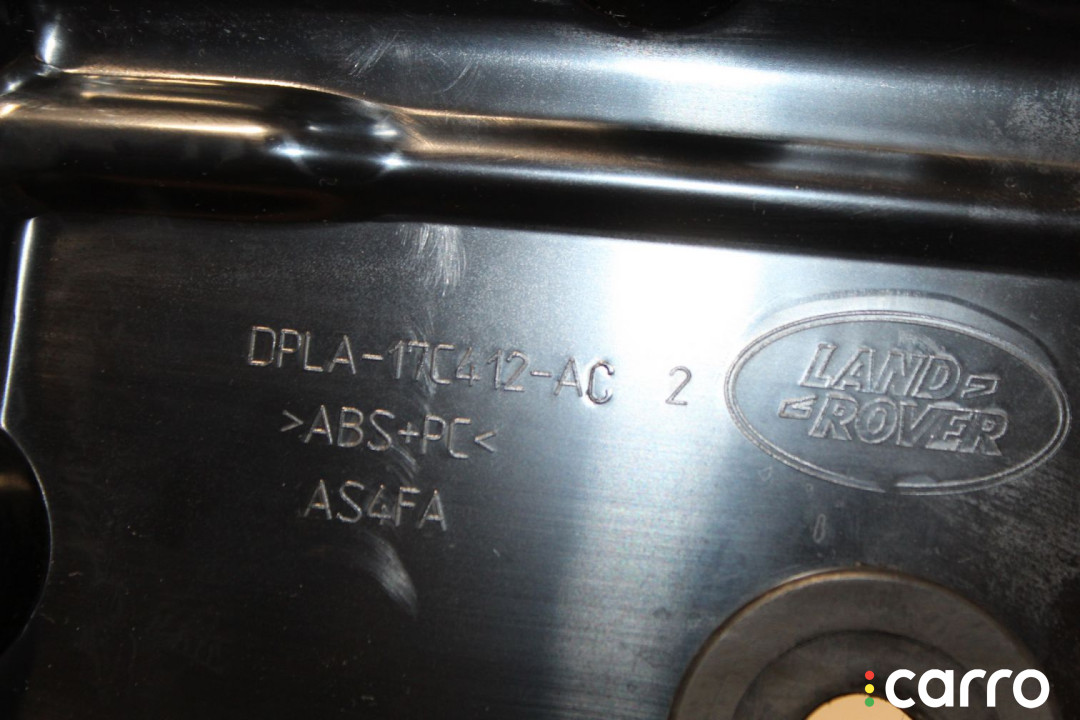 DPLA-17C412-AC 2
>ABS+PC<
AS4FA
LAND
ROVER
carro